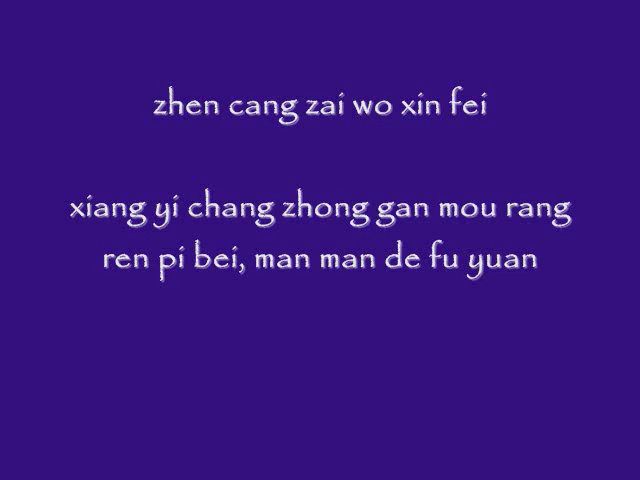 zhen cang zai wo xin fei
xiang yi chang zhong gan mou rang
ren pi bei, man man de fu yuan